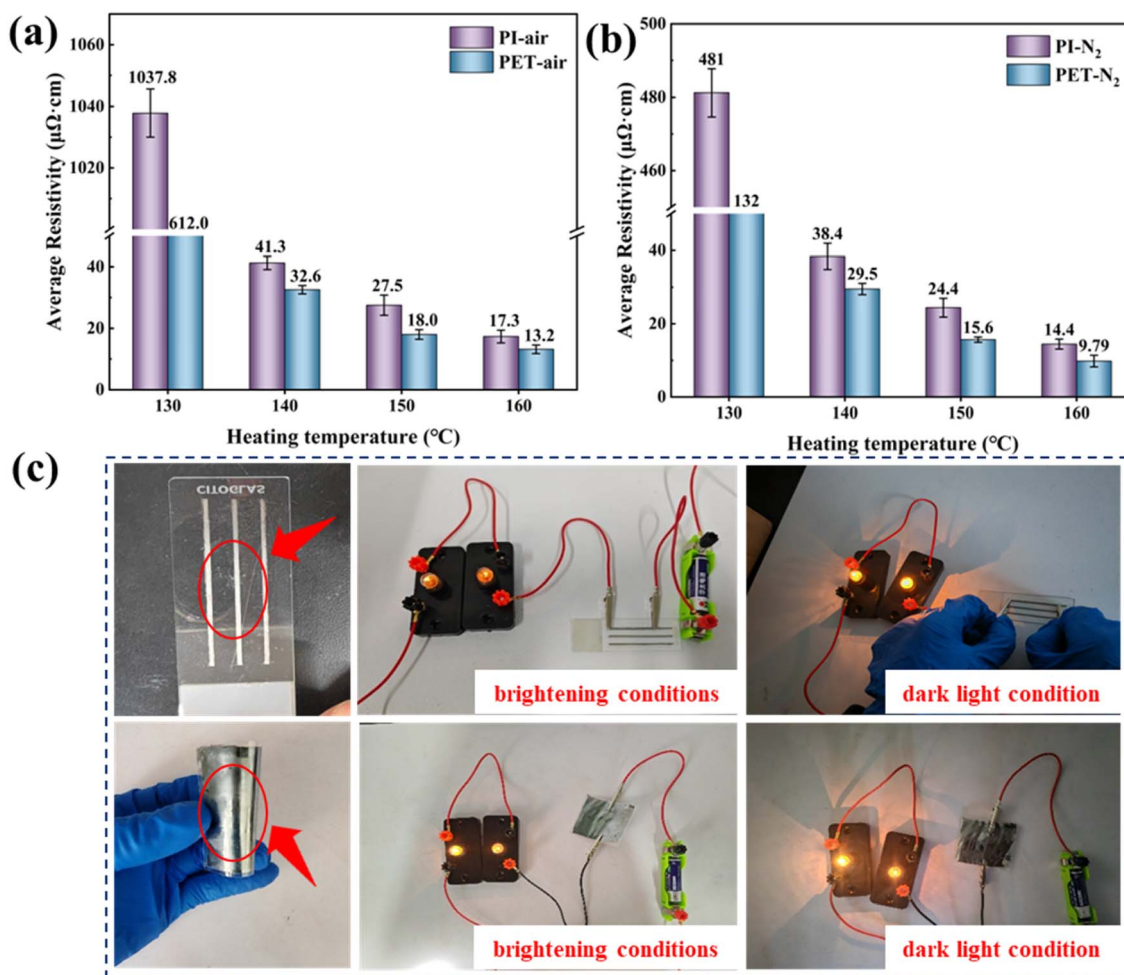 (a)
1060
1040
1020
40
20
0
Average Resistivity (μΩ·cm)
PI-air
PET-air
1037.8
612.0
41.3
32.6
27.5
18.0
17.3
13.2
130
140
150
160
Heating temperature (℃)
(b)
500
480
460
40
20
0
Average Resistivity (μΩ·cm)
PI-N₂
PET-N₂
481
132
38.4
29.5
24.4
15.6
14.4
9.79
130
140
150
160
Heating temperature (℃)
(c)
CITOGLAS
brightening conditions
dark light condition
brightening conditions
dark light condition